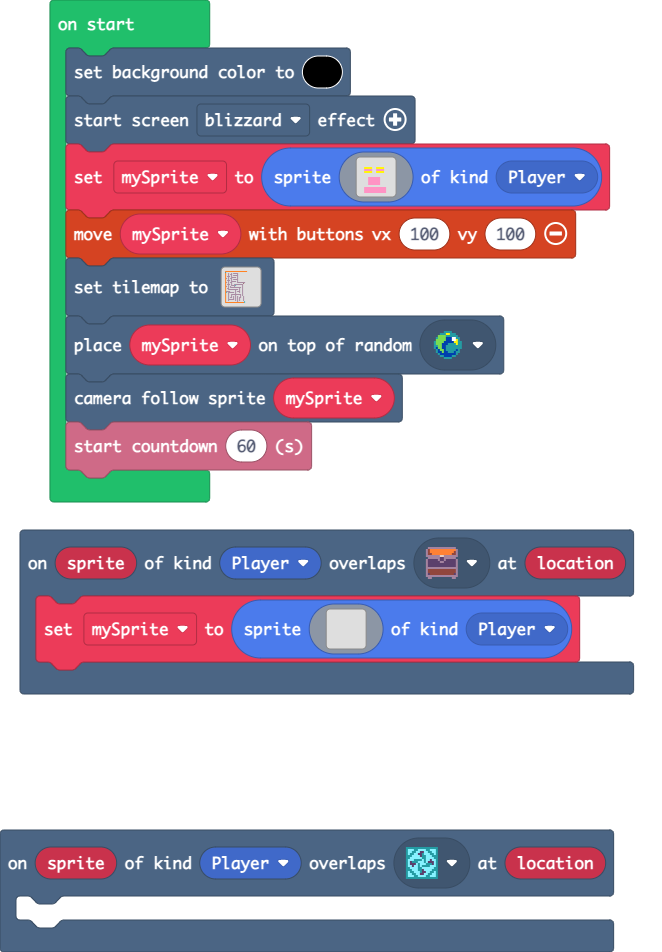 on start
set background color to
start screen blizzard effect
set mySprite to sprite of kind Player
move mySprite with buttons vx 100 vy 100
set tilemap to
place mySprite on top of random
camera follow sprite mySprite
start countdown 60 (s)
on sprite of kind Player overlaps at location
set mySprite to sprite of kind Player
on sprite of kind Player overlaps at location